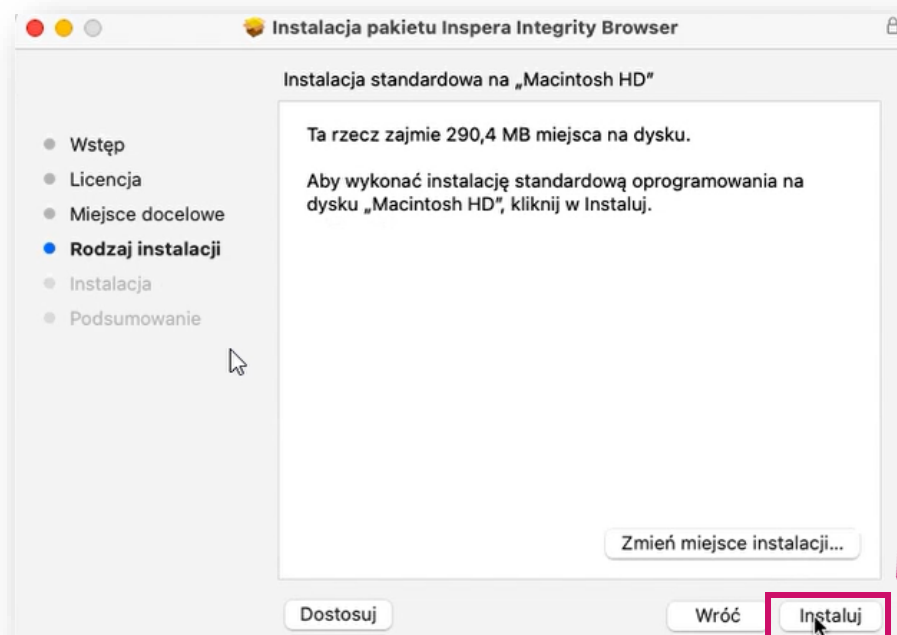 Instalacja pakietu Inspera Integrity Browser
Instalacja standardowa na „Macintosh HD”
Wstęp
Licencja
Miejsce docelowe
Rodzaj instalacji
Instalacja
Podsumowanie
Ta rzecz zajmie 290,4 MB miejsca na dysku.
Aby wykonać instalację standardową oprogramowania na
dysku „Macintosh HD”, kliknij w Instaluj.
Zmień miejsce instalacji...
Dostosuj
Wróć
Instaluj